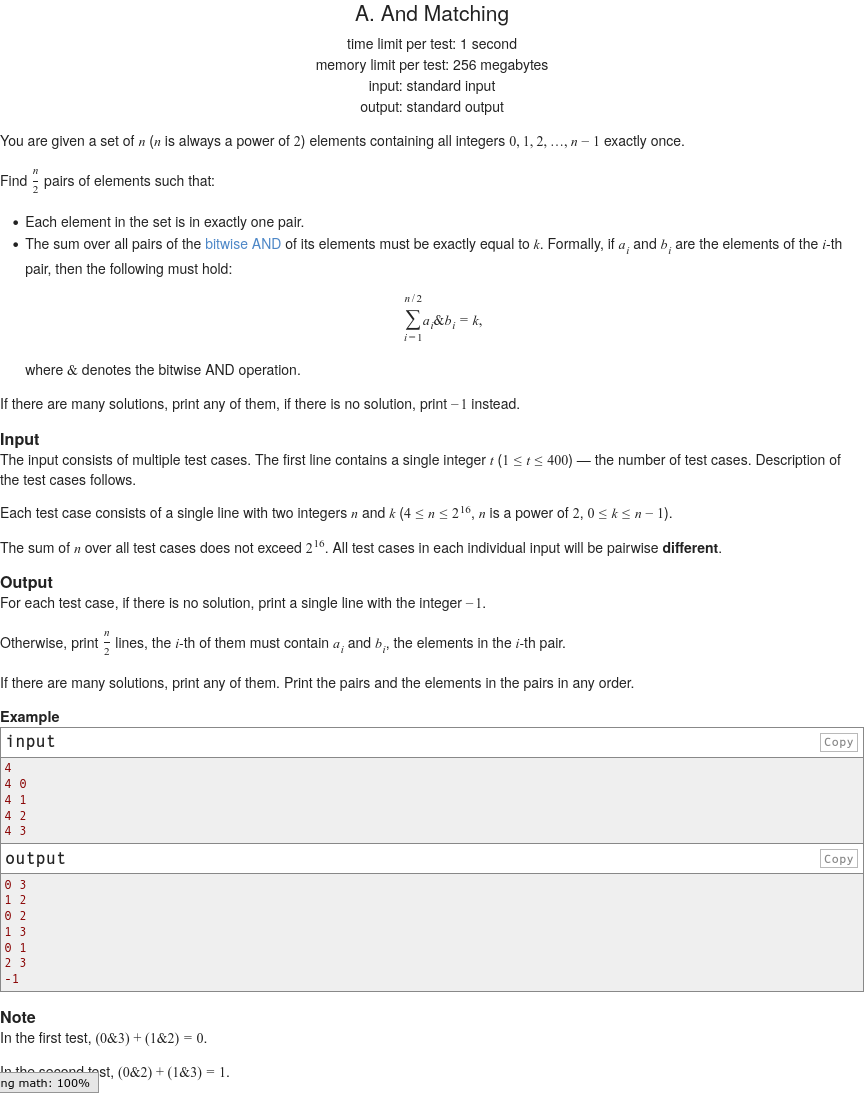 A. And Matching
time limit per test: 1 second
memory limit per test: 256 megabytes
input: standard input
output: standard output
You are given a set of n (n is always a power of 2) elements containing all integers 0, 1, 2, …, n − 1 exactly once.
Find n/2 pairs of elements such that:
• Each element in the set is in exactly one pair.
• The sum over all pairs of the bitwise AND of its elements must be exactly equal to k. Formally, if a_i and b_i are the elements of the i-th
pair, then the following must hold:
n/2
∑ a_i&b_i = k,
i=1
where & denotes the bitwise AND operation.
If there are many solutions, print any of them, if there is no solution, print −1 instead.
Input
The input consists of multiple test cases. The first line contains a single integer t (1 ≤ t ≤ 400) — the number of test cases. Description of
the test cases follows.
Each test case consists of a single line with two integers n and k (4 ≤ n ≤ 2^16, n is a power of 2, 0 ≤ k ≤ n − 1).
The sum of n over all test cases does not exceed 2^16. All test cases in each individual input will be pairwise different.
Output
For each test case, if there is no solution, print a single line with the integer −1.
Otherwise, print n/2 lines, the i-th of them must contain a_i and b_i, the elements in the i-th pair.
If there are many solutions, print any of them. Print the pairs and the elements in the pairs in any order.
Example
input Copy
4
4 0
4 1
4 2
4 3
output Copy
0 3
1 2
0 2
1 3
0 1
2 3
-1
Note
In the first test, (0&3) + (1&2) = 0.
In the second test, (0&2) + (1&3) = 1.
ng math: 100%